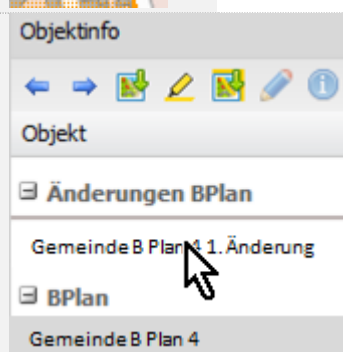 Objektinfo
Objekt
Änderungen BPlan
Gemeinde B Plan 4 1. Änderung
BPlan
Gemeinde B Plan 4